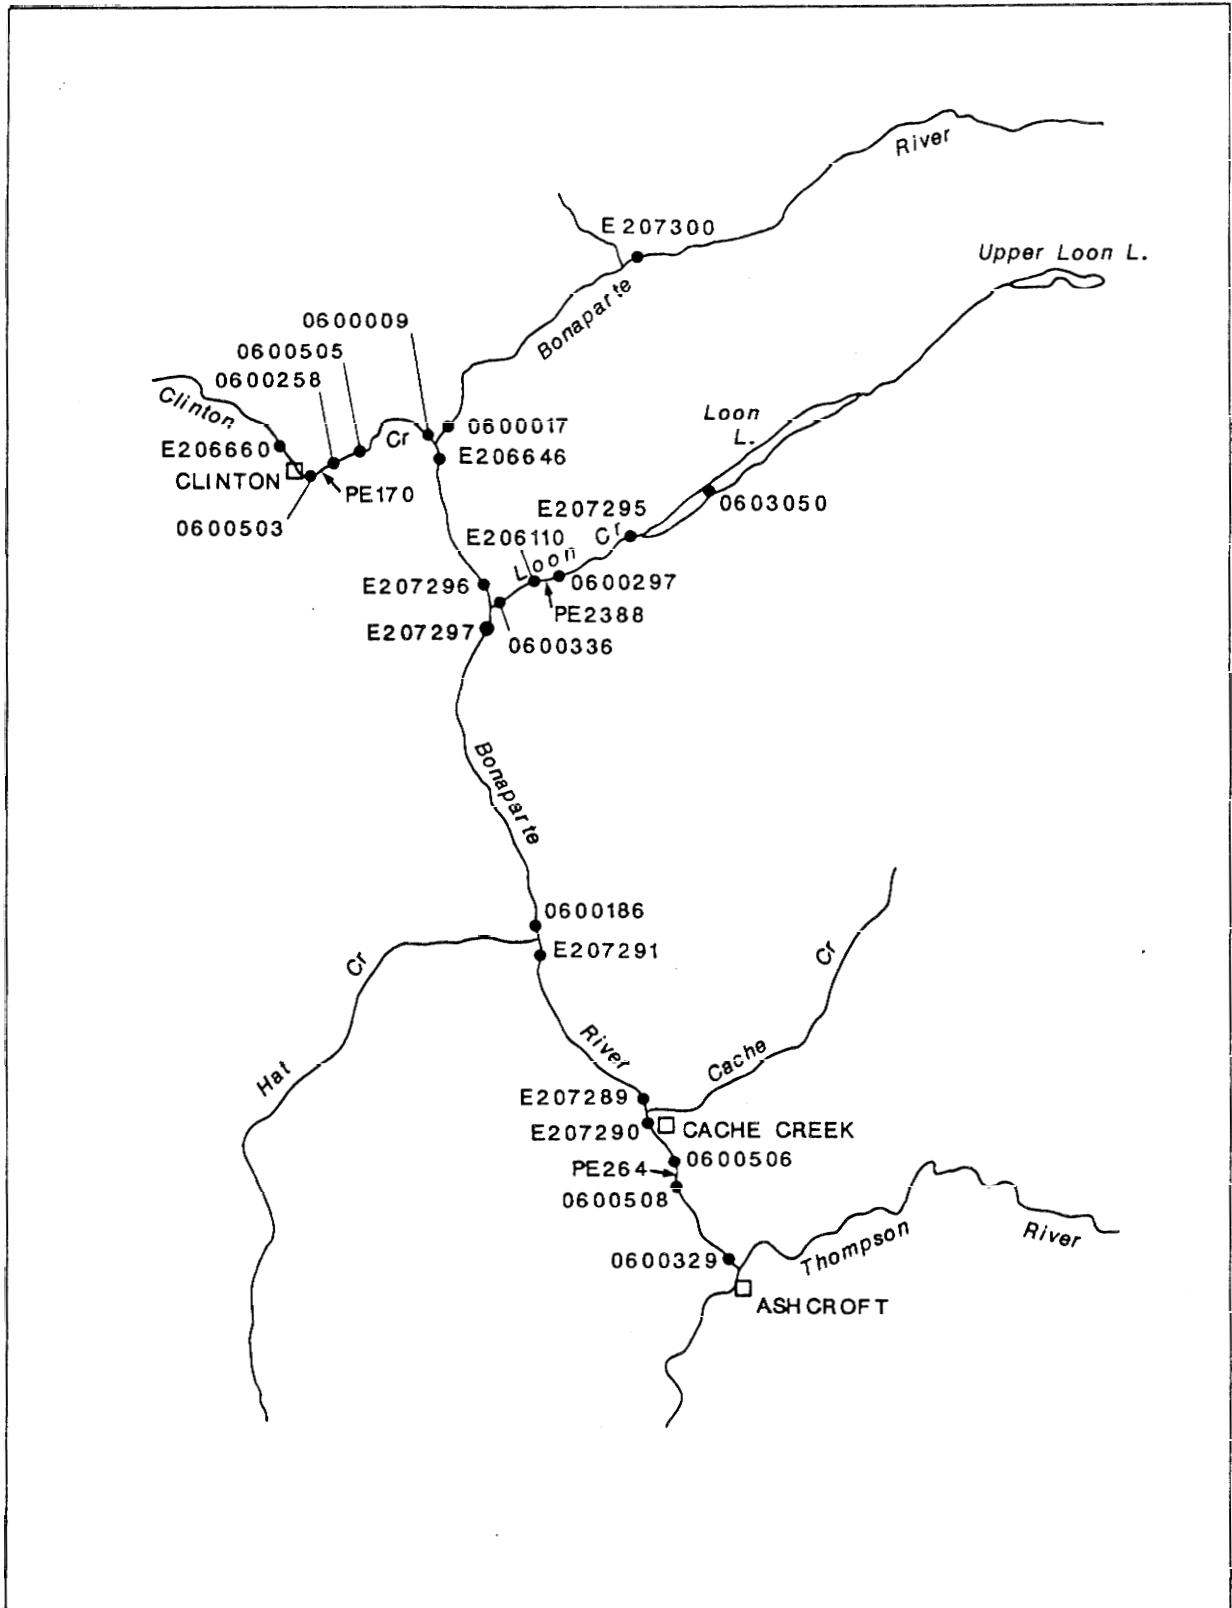 River
E 207300
Upper Loon L.
Bonaparte
0600009
0600505
0600258
Clinton
Loon
L.
Cr
0600017
E206660
E206646
CLINTON
PE170
0603050
E207295
0600503
E206110
Cr
Loon
E207296
0600297
PE2388
E207297
0600336
Bonaparte
0600186
E207291
Cr
Cr
River
Hat
Cache
E207289
E207290
CACHE CREEK
0600506
PE264
0600508
Thompson
River
0600329
ASHCROFT